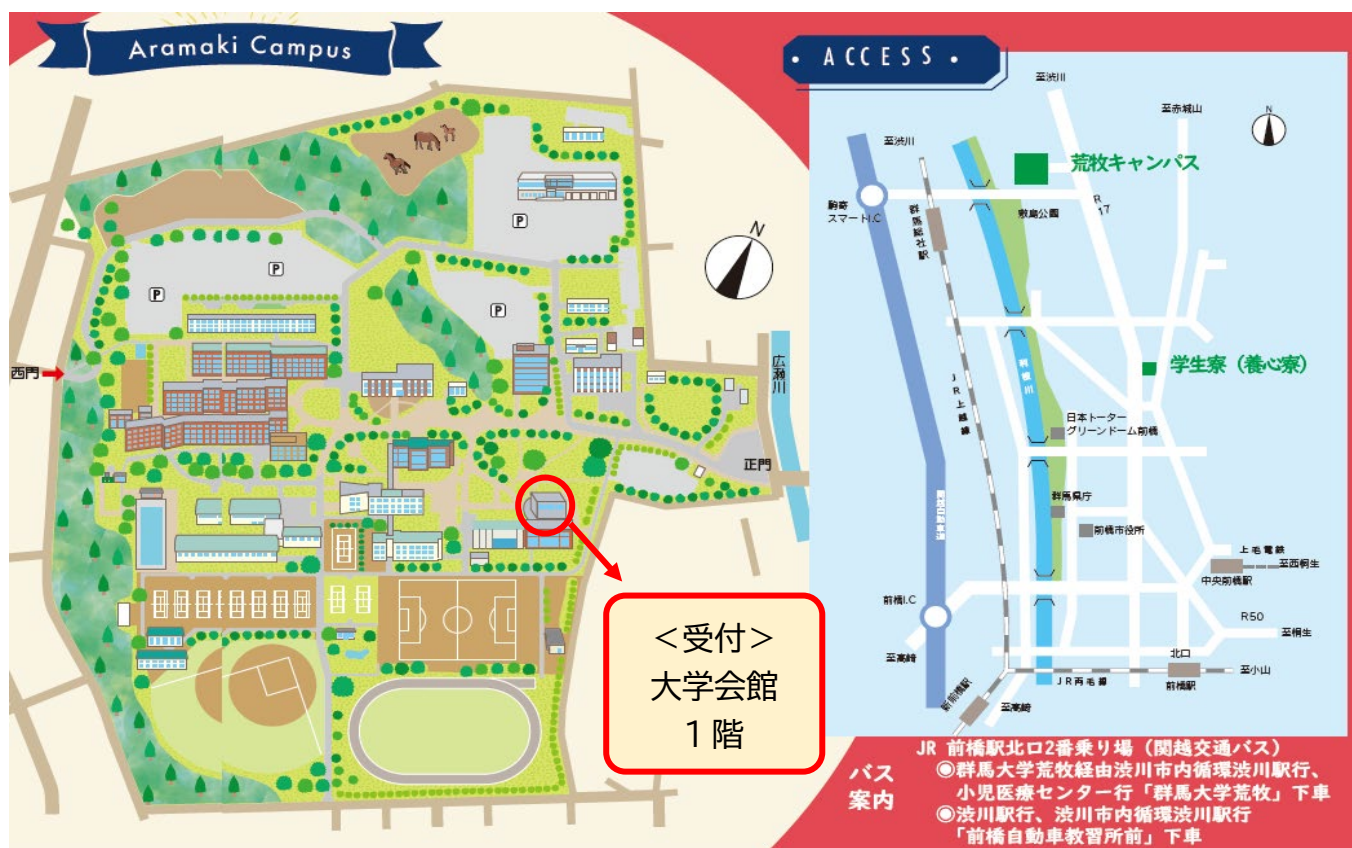 Aramaki Campus
N
P
P
P
P
西門
広瀬川
正門
＜受付＞
大学会館
１階
• ACCESS •
至渋川
至赤城山
N
至渋川
荒牧キャンパス
駒寄
スマートI.C
群馬総社駅
敷島公園
R
17
JR上越線
利根川
学生寮（養心寮）
日本トーター
グリーンドーム前橋
群馬県庁
前橋市役所
上毛電鉄
至西桐生
中央前橋駅
前橋I.C
R50
至桐生
至高崎
北口
至小山
JR両毛線
前橋駅
新前橋駅
至高崎
バス
案内
JR 前橋駅北口2番乗り場（関越交通バス）
◎群馬大学荒牧経由渋川市内循環渋川駅行、
小児医療センター行「群馬大学荒牧」下車
◎渋川駅行、渋川市内循環渋川駅行
「前橋自動車教習所前」下車